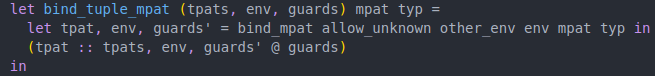 let bind_tuple_mpat (tpats, env, guards) mpat typ =
  let tpat, env, guards' = bind_mpat allow_unknown other_env env mpat typ in
  (tpat :: tpats, env, guards' @ guards)
in